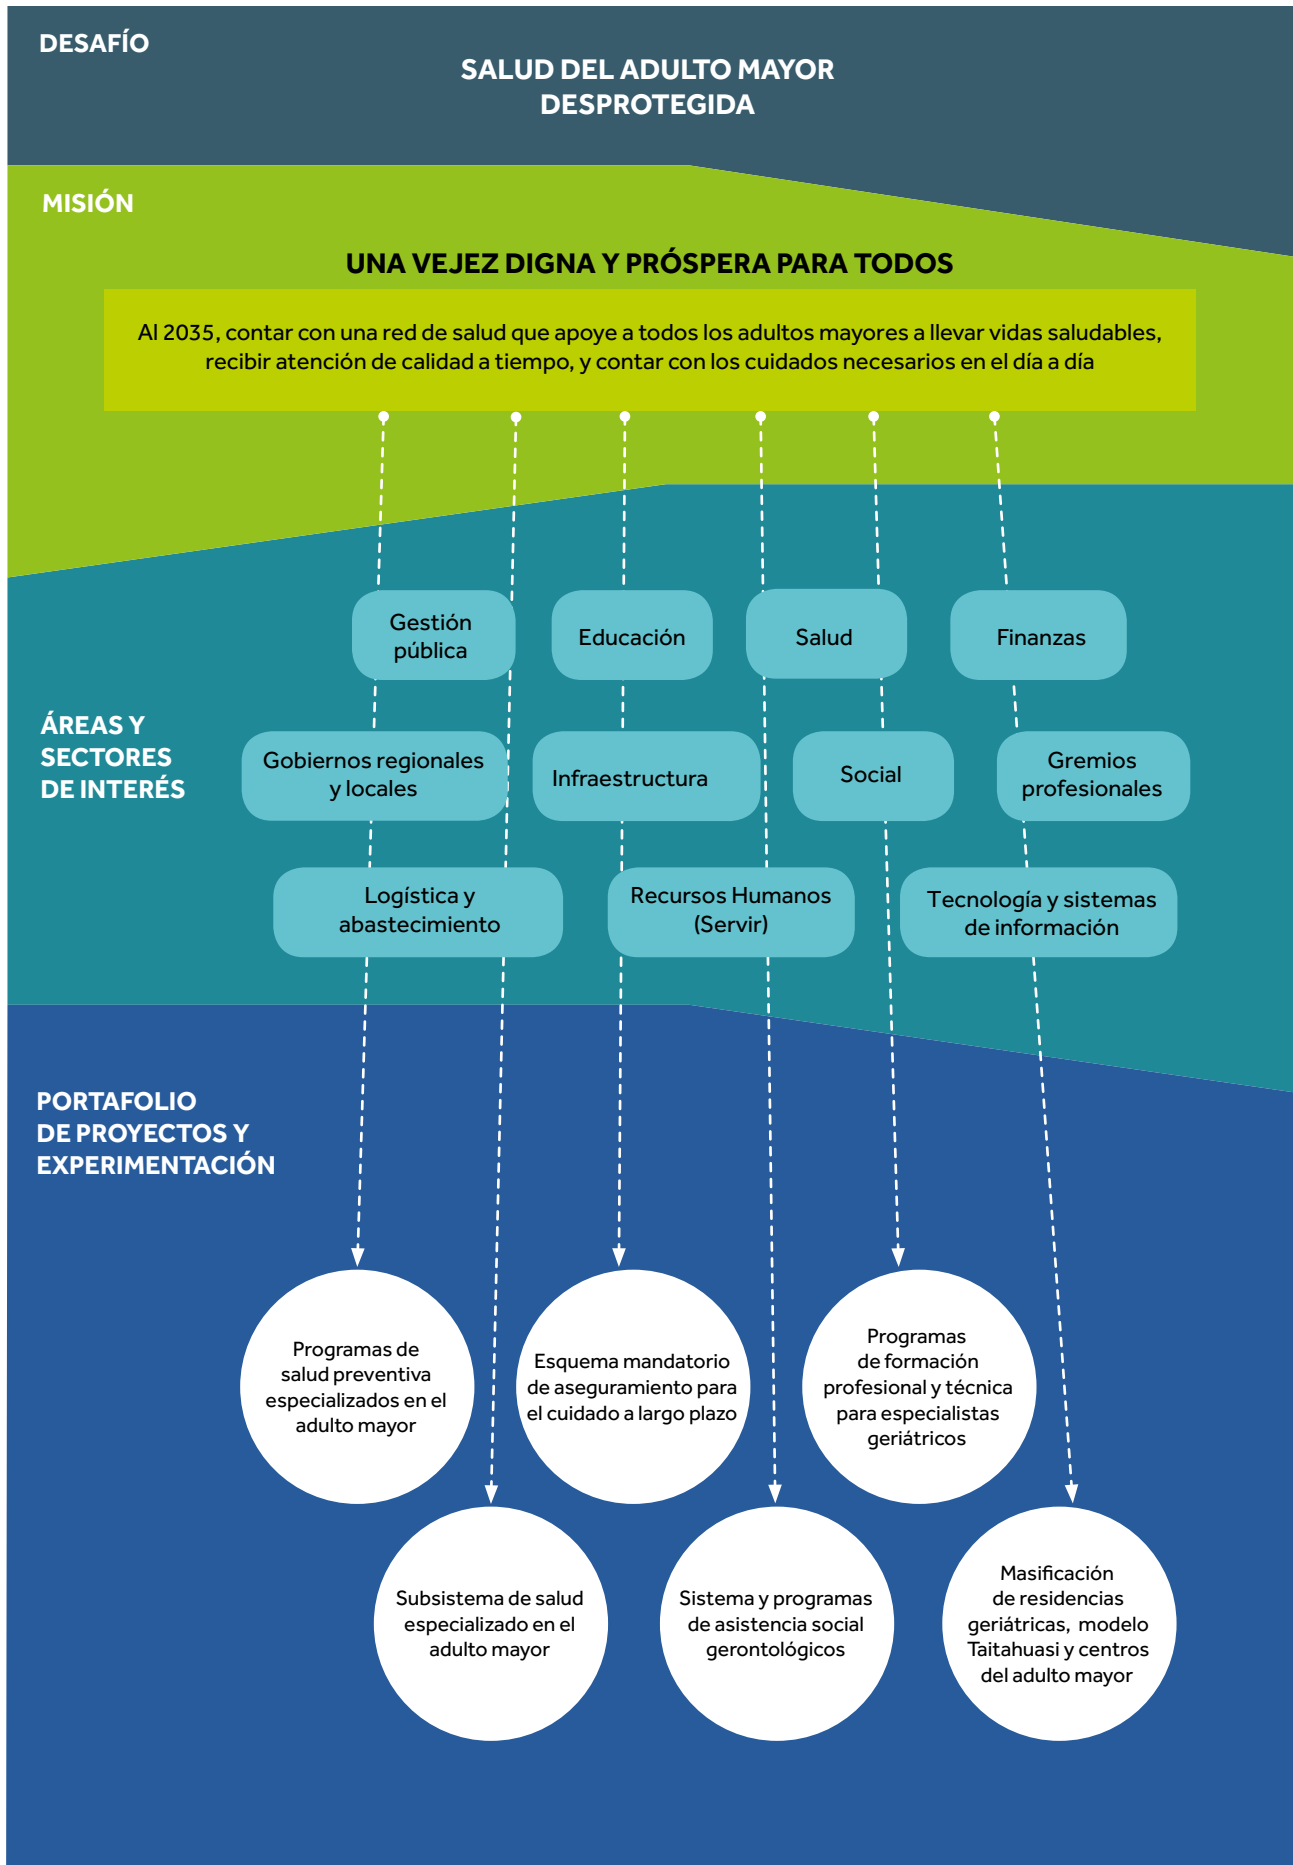 DESAFÍO
SALUD DEL ADULTO MAYOR
DESPROTEGIDA
MISIÓN
UNA VEJEZ DIGNA Y PRÓSPERA PARA TODOS
Al 2035, contar con una red de salud que apoye a todos los adultos mayores a llevar vidas saludables,
recibir atención de calidad a tiempo, y contar con los cuidados necesarios en el día a día
ÁREAS Y
SECTORES
DE INTERÉS
Gestión
pública
Educación
Salud
Finanzas
Gobiernos regionales
y locales
Infraestructura
Social
Gremios
profesionales
Logística y
abastecimiento
Recursos Humanos
(Servir)
Tecnología y sistemas
de información
PORTAFOLIO
DE PROYECTOS Y
EXPERIMENTACIÓN
Programas de
salud preventiva
especializados en el
adulto mayor
Esquema mandatorio
de aseguramiento para
el cuidado a largo plazo
Programas
de formación
profesional y técnica
para especialistas
geriátricos
Subsistema de salud
especializado en el
adulto mayor
Sistema y programas
de asistencia social
gerontológicos
Masificación
de residencias
geriátricas, modelo
Taitahuasi y centros
del adulto mayor